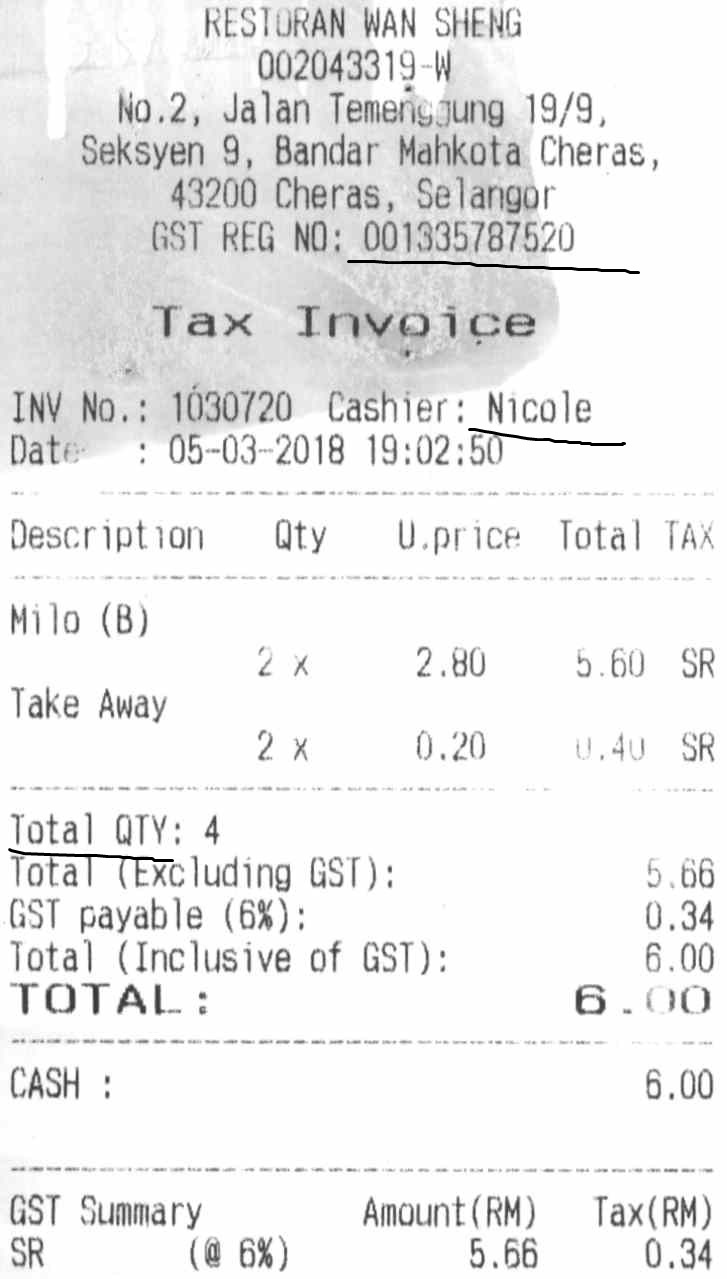 RESTORAN WAN SHENG
002043319-W
No.2, Jalan Temenggung 19/9,
Seksyen 9, Bandar Mahkota Cheras,
43200 Cheras, Selangor
GST REG NO: 001335787520
Tax Invoice
INV No.: 1030720 Cashier: Nicole
Date : 05-03-2018 19:02:50
Description Qty U.price Total TAX
Milo (B)
2 x 2.80 5.60 SR
Take Away
2 x 0.20 0.40 SR
Total QTY: 4
Total (Excluding GST): 5.66
GST payable (6%): 0.34
Total (Inclusive of GST): 6.00
TOTAL: 6.00
CASH : 6.00
GST Summary Amount(RM) Tax(RM)
SR (@ 6%) 5.66 0.34